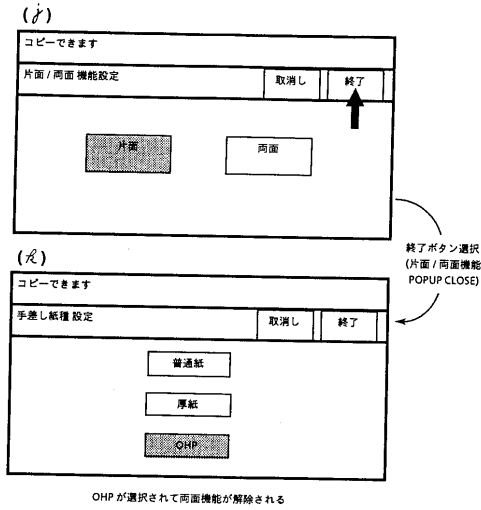 (j)
コピーできます
片面/両面 機能設定
取消し
終了
片面
両面
終了ボタン選択
(片面/両面機能
POPUP CLOSE)
(k)
コピーできます
手差し紙種 設定
取消し
終了
普通紙
厚紙
OHP
OHPが選択されて両面機能が解除される